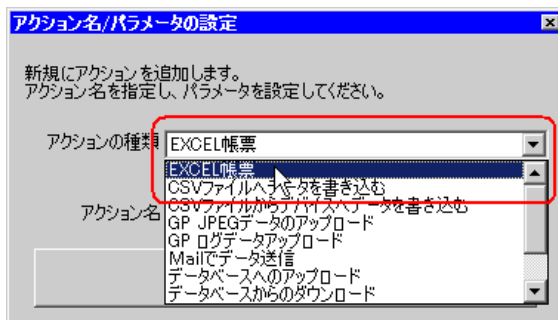 アクション名/パラメータの設定
新規にアクションを追加します。
アクション名を指定し、パラメータを設定してください。
アクションの種類 EXCEL帳票
EXCEL帳票
CSVファイルへデータを書き込む
アクション名 CSVファイルからデバイスへデータを書き込む
GP JPEGデータのアップロード
GP ログデータアップロード
Mailでデータ送信
データベースへのアップロード
データベースからのダウンロード